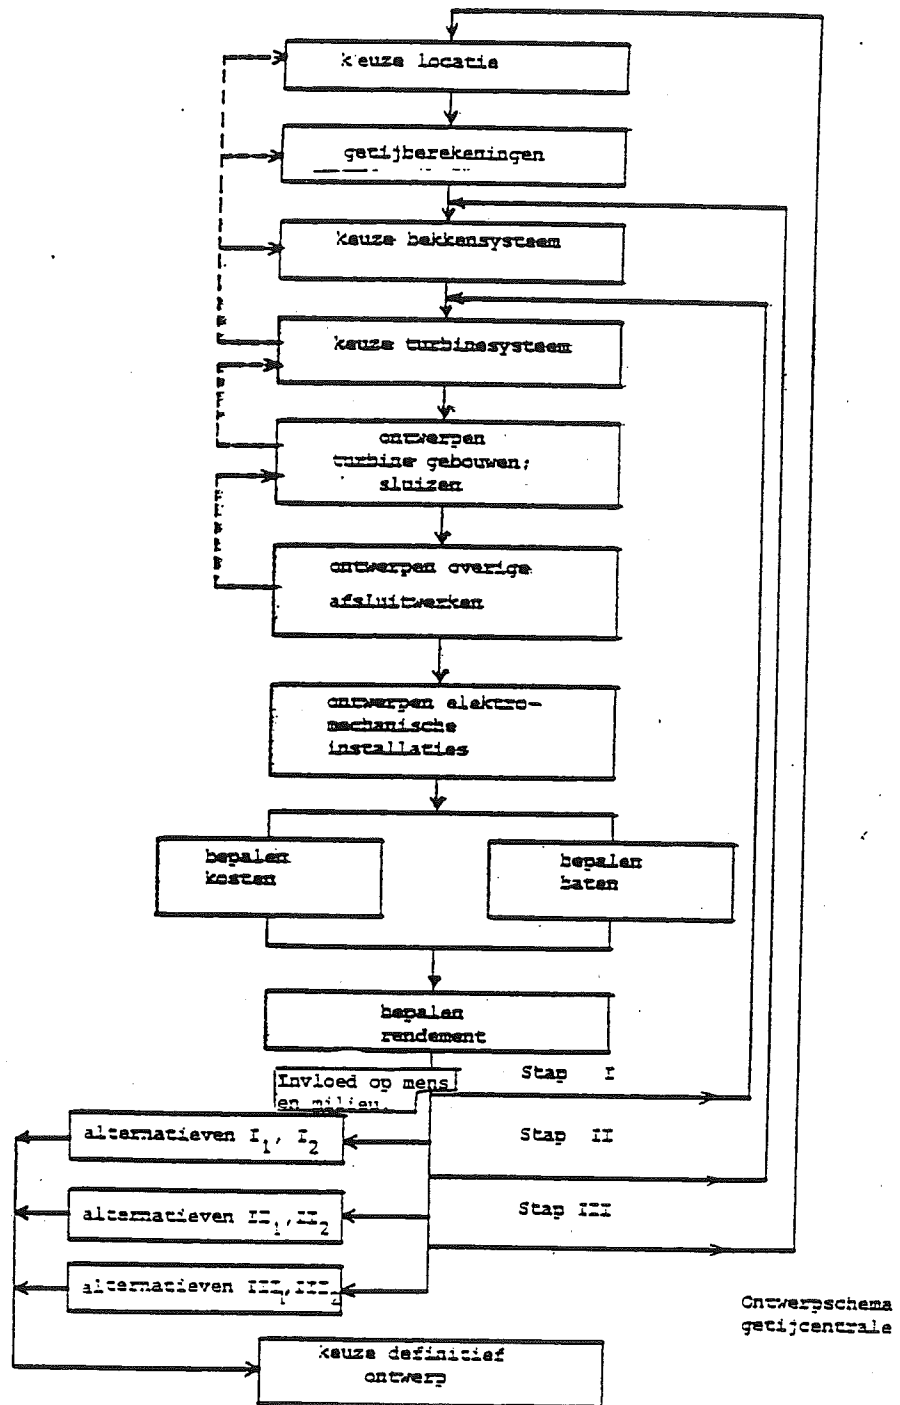 keuze locatie
getijberekeningen
keuze bekkensysteem
keuze turbinesysteem
ontwerpen
turbine gebouwen;
sluizen
ontwerpen overige
afsluitwerken
ontwerpen elektro-
mechanische
installaties
bepalen
kosten
bepalen
baten
bepalen
rendement
Stap I
Invloed op mens
en milieu.
alternatieven I1, I2
Stap II
alternatieven II1,II2
Stap III
alternatieven III1,III2
Ontwerpschema
getijcentrale
keuze definitief
ontwerp